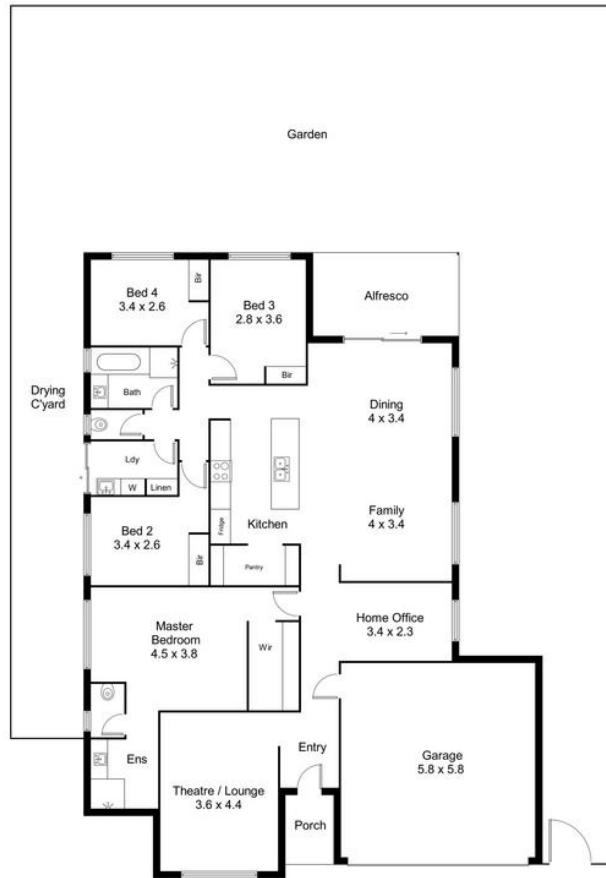 Garden
Bed 4
3.4 x 2.6
Bir
Bed 3
2.8 x 3.6
Bir
Alfresco
Drying
C'yard
Bath
Dining
4 x 3.4
Ldy
W
Linen
Fridge
Kitchen
Family
4 x 3.4
Bed 2
3.4 x 2.6
Bir
Pantry
Master
Bedroom
4.5 x 3.8
Wir
Home Office
3.4 x 2.3
Ens
Entry
Garage
5.8 x 5.8
Theatre / Lounge
3.6 x 4.4
Porch